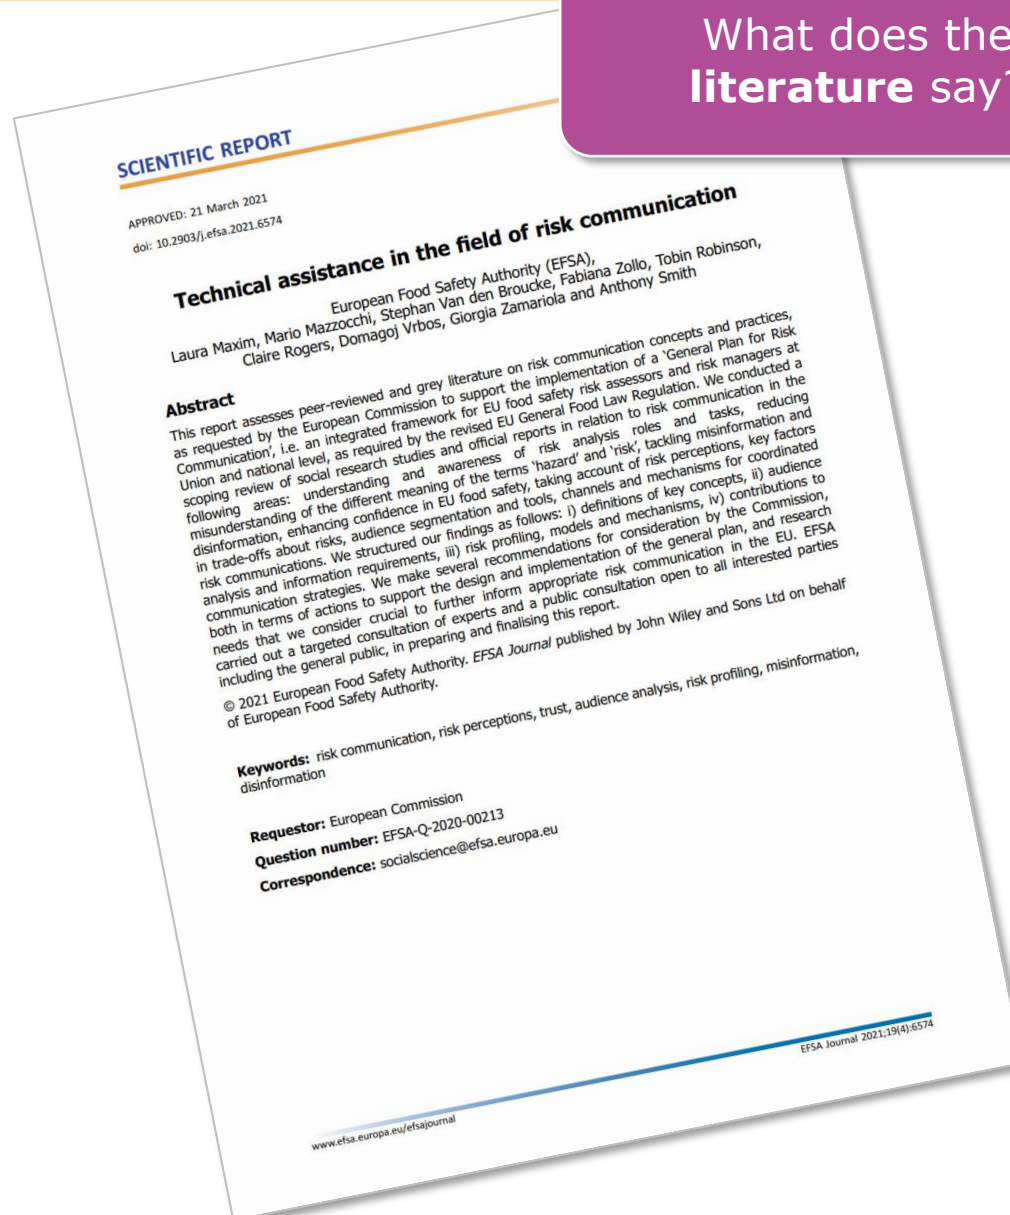 What does the
literature say?
SCIENTIFIC REPORT
APPROVED: 21 March 2021
doi: 10.2903/j.efsa.2021.6574
Technical assistance in the field of risk communication
European Food Safety Authority (EFSA),
Laura Maxim, Mario Mazzocchi, Stephan Van den Broucke, Fabiana Zollo, Tobin Robinson,
Claire Rogers, Domagoj Vrbos, Giorgia Zamariola and Anthony Smith
Abstract
This report assesses peer-reviewed and grey literature on risk communication concepts and practices,
as requested by the European Commission to support the implementation of a 'General Plan for Risk
Communication', i.e. an integrated framework for EU food safety risk assessors and risk managers at
Union and national level, as required by the revised EU General Food Law Regulation. We conducted a
scoping review of social research studies and official reports in relation to risk communication in the
following areas: understanding and awareness of risk analysis roles and tasks, reducing
misunderstanding of the different meaning of the terms 'hazard' and 'risk', tackling misinformation and
disinformation, enhancing confidence in EU food safety, taking account of risk perceptions, key factors
in trade-offs about risks, audience segmentation and tools, channels and mechanisms for coordinated
risk communications. We structured our findings as follows: i) definitions of key concepts, ii) audience
analysis and information requirements, iii) risk profiling, models and mechanisms, iv) contributions to
communication strategies. We make several recommendations for consideration by the Commission,
both in terms of actions to support the design and implementation of the general plan, and research
needs that we consider crucial to further inform appropriate risk communication in the EU. EFSA
carried out a targeted consultation of experts and a public consultation open to all interested parties
including the general public, in preparing and finalising this report.
© 2021 European Food Safety Authority. EFSA Journal published by John Wiley and Sons Ltd on behalf
of European Food Safety Authority.
Keywords: risk communication, risk perceptions, trust, audience analysis, risk profiling, misinformation,
disinformation
Requestor: European Commission
Question number: EFSA-Q-2020-00213
Correspondence: socialscience@efsa.europa.eu
www.efsa.europa.eu/efsajournal
EFSA Journal 2021;19(4):6574